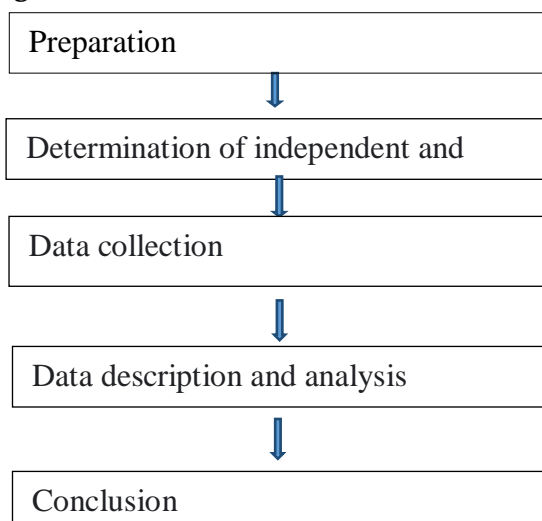 Preparation
Determination of independent and
Data collection
Data description and analysis
Conclusion